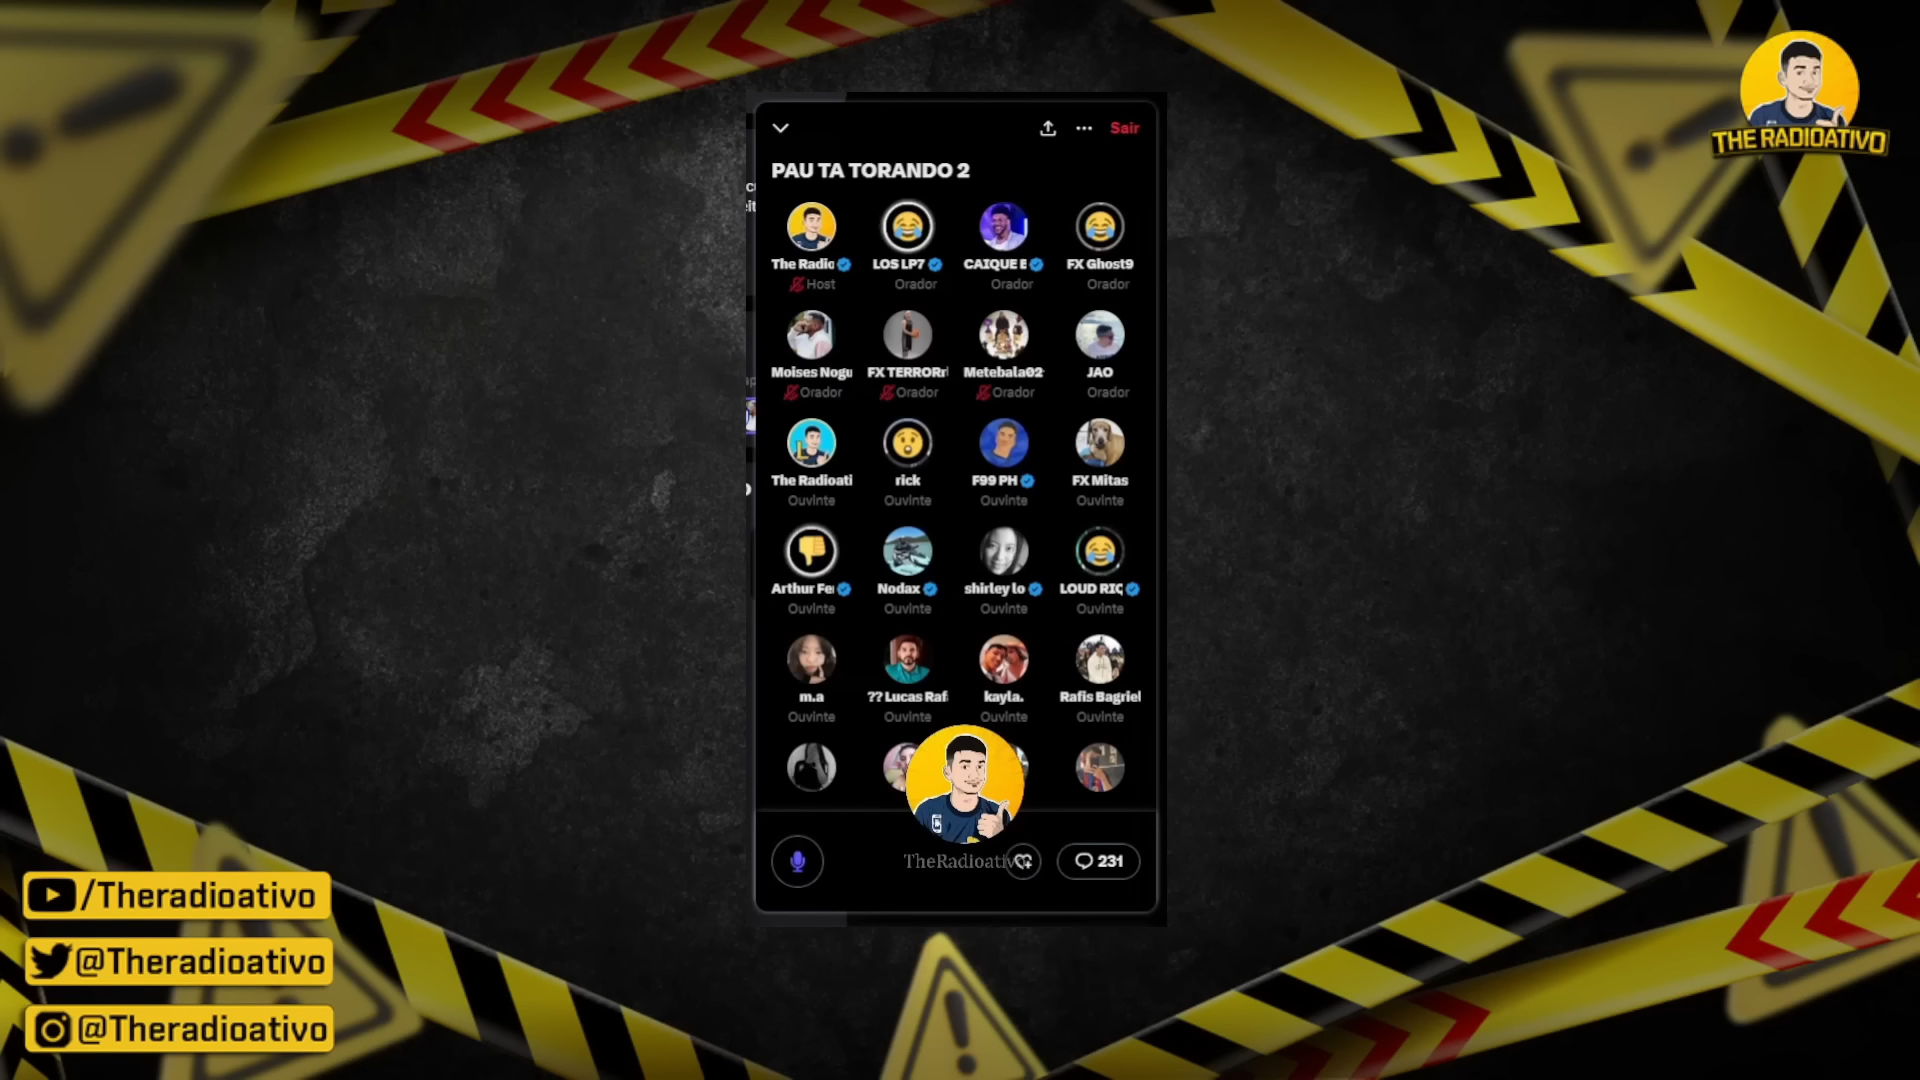 THE RADIOATIVO
Sair
PAU TA TORANDO 2
The Radio LOS LP7 CAIQUE E FX Ghost9
Host Orador Orador Orador
Moises Nogu FX TERROR Metebala02 JAO
Orador Orador Orador Orador
The Radioati rick F99 PH FX Mitas
Ouvinte Ouvinte Ouvinte Ouvinte
Arthur Fe Nodax shirley lo LOUD RIC
Ouvinte Ouvinte Ouvinte Ouvinte
m.a ?? Lucas Raf kayla. Rafis Bagriel
Ouvinte Ouvinte Ouvinte Ouvinte
TheRadioativo
231
/Theradioativo
@Theradioativo
@Theradioativo